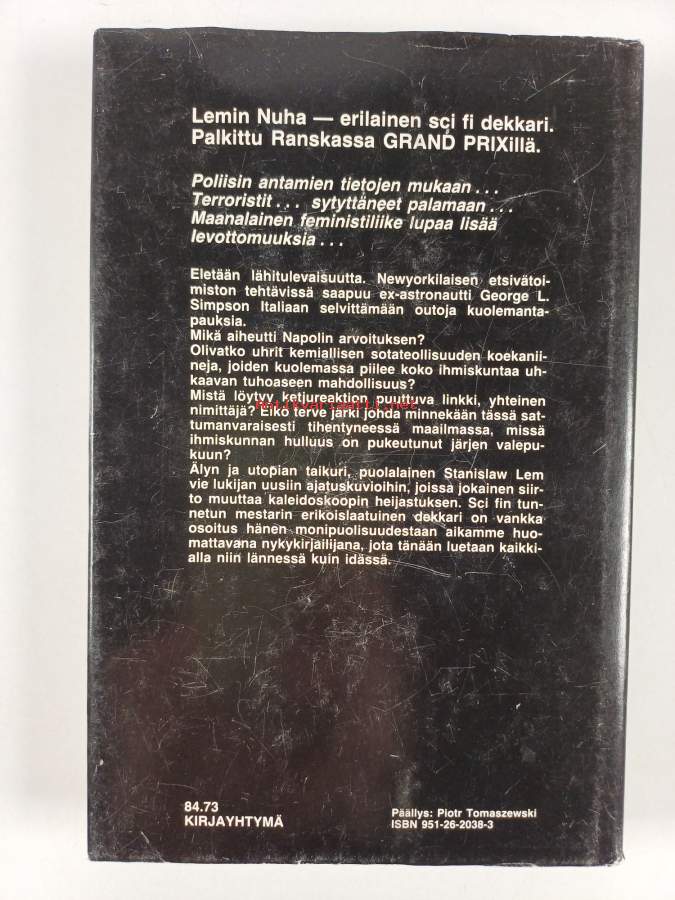 Lemin Nuha — erilainen sci fi dekkari.
Palkittu Ranskassa GRAND PRIXillä.
Poliisin antamien tietojen mukaan...
Terroristit... sytyttäneet palamaan...
Maanalainen feministiliike lupaa lisää
levottomuuksia...
Eletään lähitulevaisuutta. Newyorkilaisen etsivätoi-
miston tehtävissä saapuu ex-astronautti George L.
Simpson Italiaan selvittämään outoja kuolemanta-
pauksia.
Mikä aiheutti Napolin arvoituksen?
Olivatko uhrit kemiallisen sotateollisuuden koekanii-
neja, joiden kuolemassa piilee koko ihmiskuntaa uh-
kaavan tuhoaseen mahdollisuus?
Mistä löytyy ketjureaktion puuttuva linkki, yhteinen
Antikvariaatti.net
nimittäjä? Eikö terve järki johda minnekään tässä sat-
tumanvaraisesti tihentyneessä maailmassa, missä
ihmiskunnan hulluus on pukeutunut järjen valepu-
kuun?
Älyn ja utopian taikuri, puolalainen Stanislaw Lem
vie lukijan uusiin ajatuskuvioihin, joissa jokainen siir-
to muuttaa kaleidoskoopin heijastuksen. Sci fin tun-
netun mestarin erikoislaatuinen dekkari on vankka
osoitus hänen monipuolisuudestaan aikamme huo-
mattavana nykykirjailijana, jota tänään luetaan kaikki-
alla niin lännessä kuin idässä.
84.73
KIRJAYHTYMÄ
Päällys: Piotr Tomaszewski
ISBN 951-26-2038-3